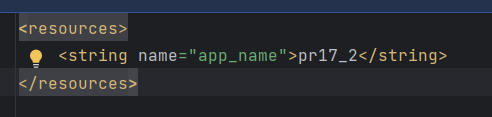 <resources>
    <string name="app_name">pr17_2</string>
</resources>